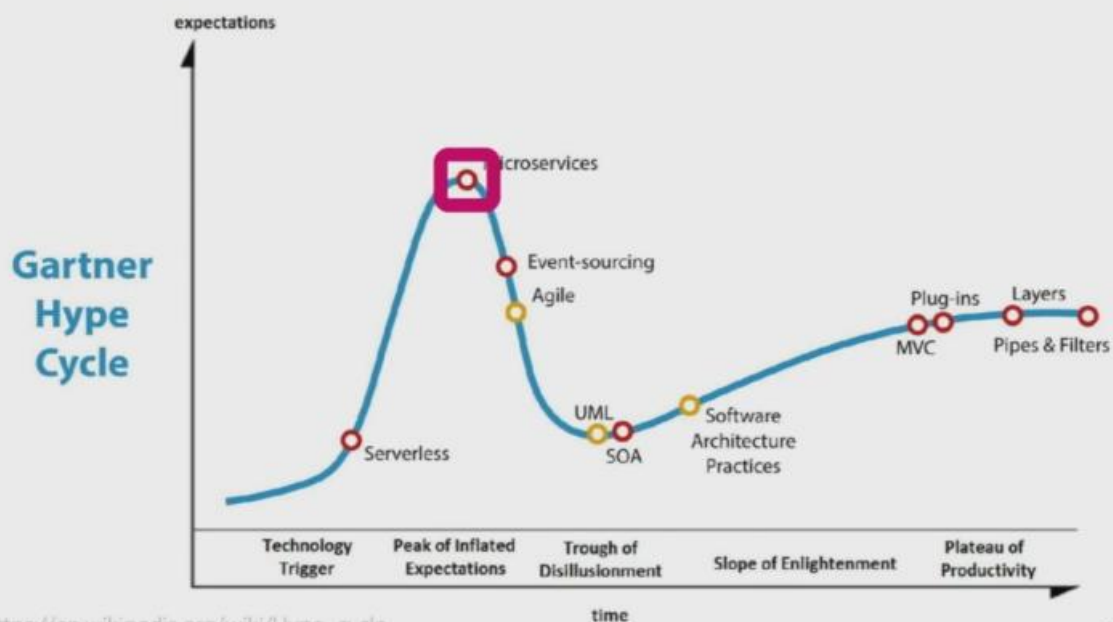 expectations
Microservices
Gartner
Hype
Cycle
Event-sourcing
Agile
Plug-ins
Layers
MVC
Pipes & Filters
UML
SOA
Software
Architecture
Practices
Serverless
Technology
Trigger
Peak of Inflated
Expectations
Trough of
Disillusionment
Slope of Enlightenment
Plateau of
Productivity
time